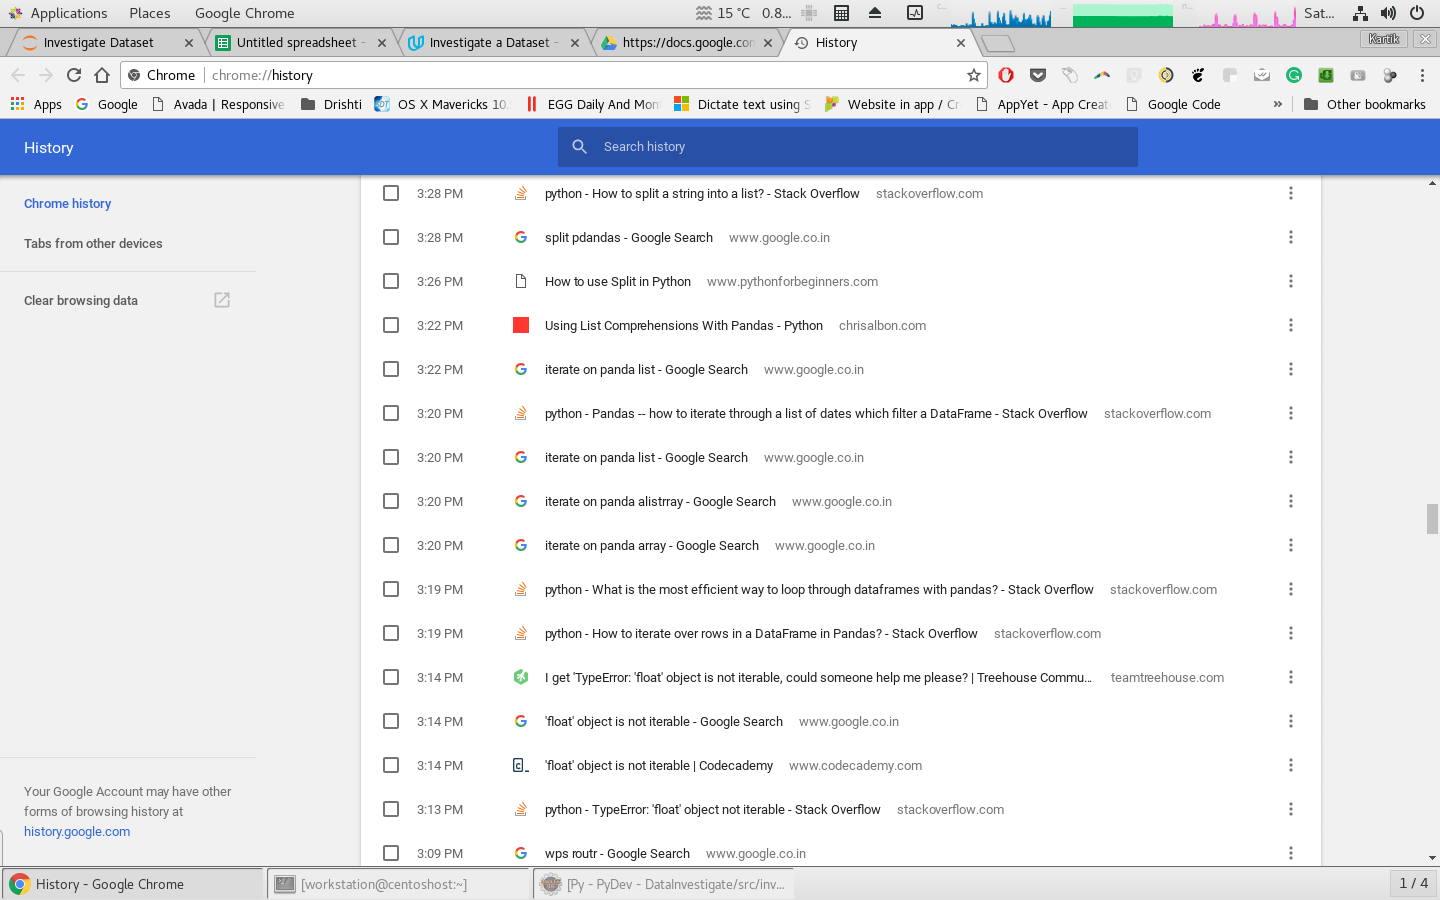 Applications Places Google Chrome 15 °C 0.8... Sat...
Investigate Dataset Untitled spreadsheet - Investigate a Dataset - https://docs.google.com History Kartik
Chrome chrome://history
Apps Google Avada | Responsive Drishti OS X Mavericks 10. EGG Daily And Mon Dictate text using S Website in app / Cr AppYet - App Creat Google Code » Other bookmarks
History Search history
Chrome history
Tabs from other devices
Clear browsing data
3:28 PM python - How to split a string into a list? - Stack Overflow stackoverflow.com
3:28 PM split pdandas - Google Search www.google.co.in
3:26 PM How to use Split in Python www.pythonforbeginners.com
3:22 PM Using List Comprehensions With Pandas - Python chrisalbon.com
3:22 PM iterate on panda list - Google Search www.google.co.in
3:20 PM python - Pandas -- how to iterate through a list of dates which filter a DataFrame - Stack Overflow stackoverflow.com
3:20 PM iterate on panda list - Google Search www.google.co.in
3:20 PM iterate on panda alistrray - Google Search www.google.co.in
3:20 PM iterate on panda array - Google Search www.google.co.in
3:19 PM python - What is the most efficient way to loop through dataframes with pandas? - Stack Overflow stackoverflow.com
3:19 PM python - How to iterate over rows in a DataFrame in Pandas? - Stack Overflow stackoverflow.com
3:14 PM I get 'TypeError: 'float' object is not iterable, could someone help me please? | Treehouse Commu... teamtreehouse.com
3:14 PM 'float' object is not iterable - Google Search www.google.co.in
3:14 PM 'float' object is not iterable | Codecademy www.codecademy.com
3:13 PM python - TypeError: 'float' object not iterable - Stack Overflow stackoverflow.com
3:09 PM wps routr - Google Search www.google.co.in
Your Google Account may have other
forms of browsing history at
history.google.com
History - Google Chrome [workstation@centoshost:~] [Py - PyDev - DataInvestigate/src/inv... 1 / 4